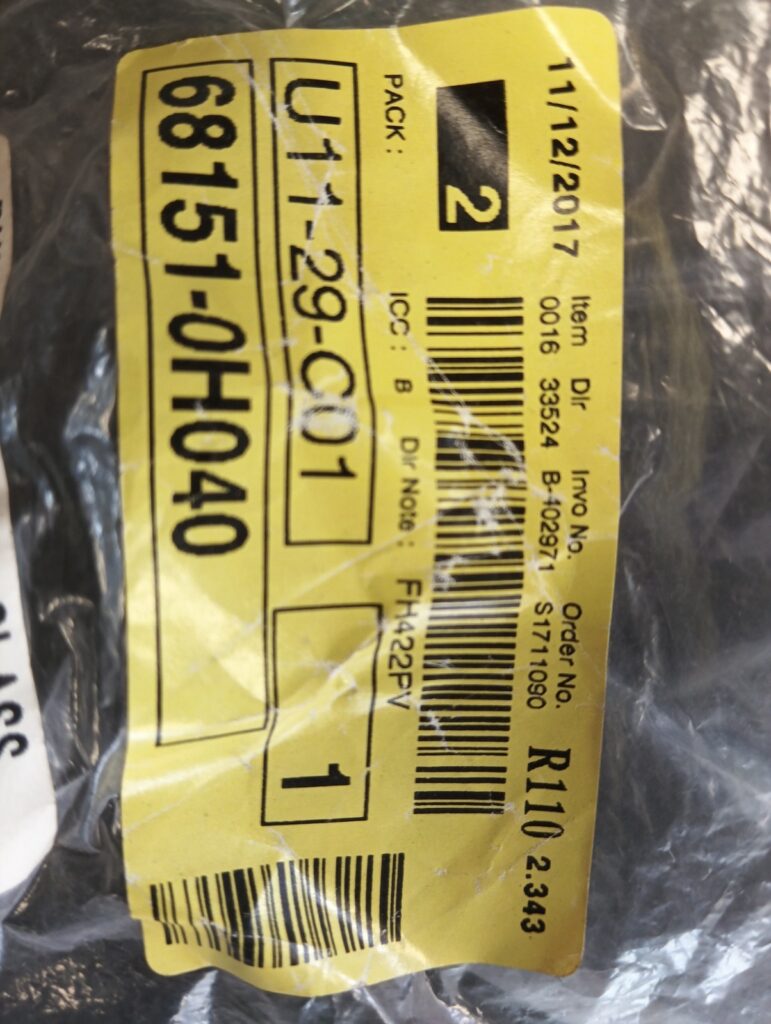 11/12/2017
Item Dlr Invo No. Order No.
0016 33524 B-402971 S1711090
R110 2.343
2
PACK :
ICC : B Dlr Note : FH422PV
U11-29-C01
1
68151-0H040